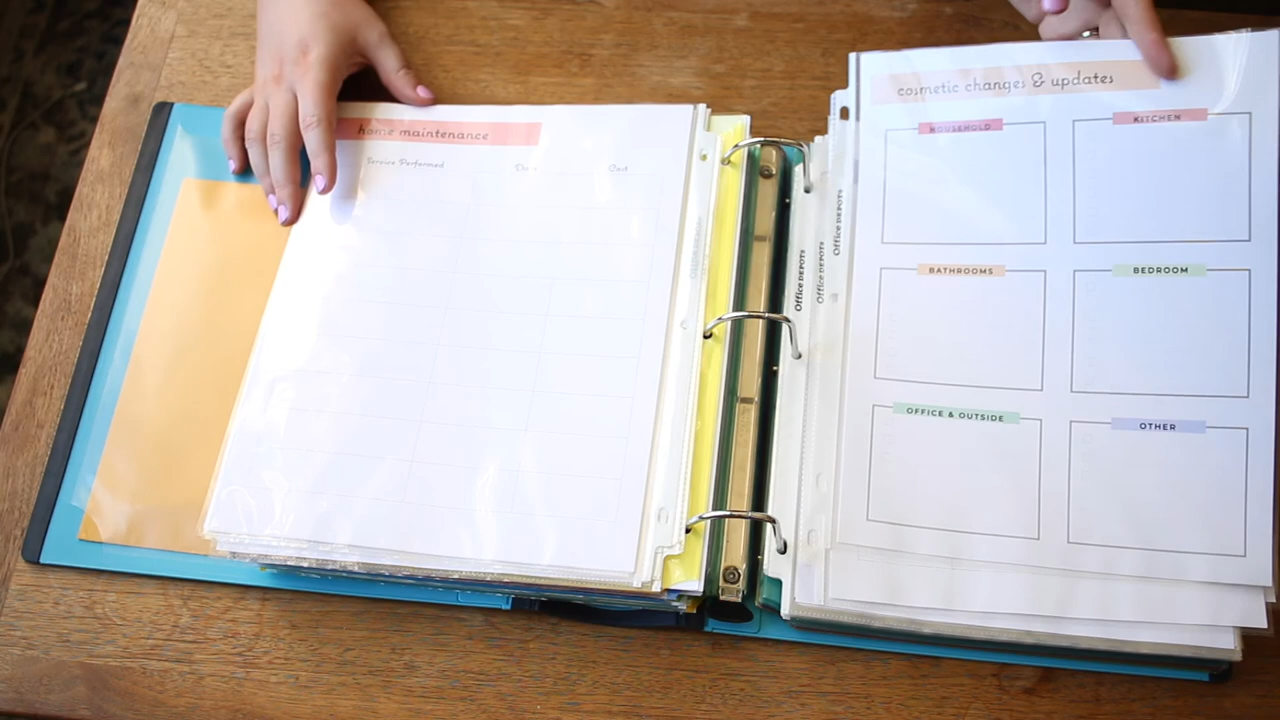 home maintenance
Service Performed
Cost
Office DEPOT®
Office DEPOT®
Office DEPOT®
cosmetic changes & updates
HOUSEHOLD
KITCHEN
BATHROOMS
BEDROOM
OFFICE & OUTSIDE
OTHER